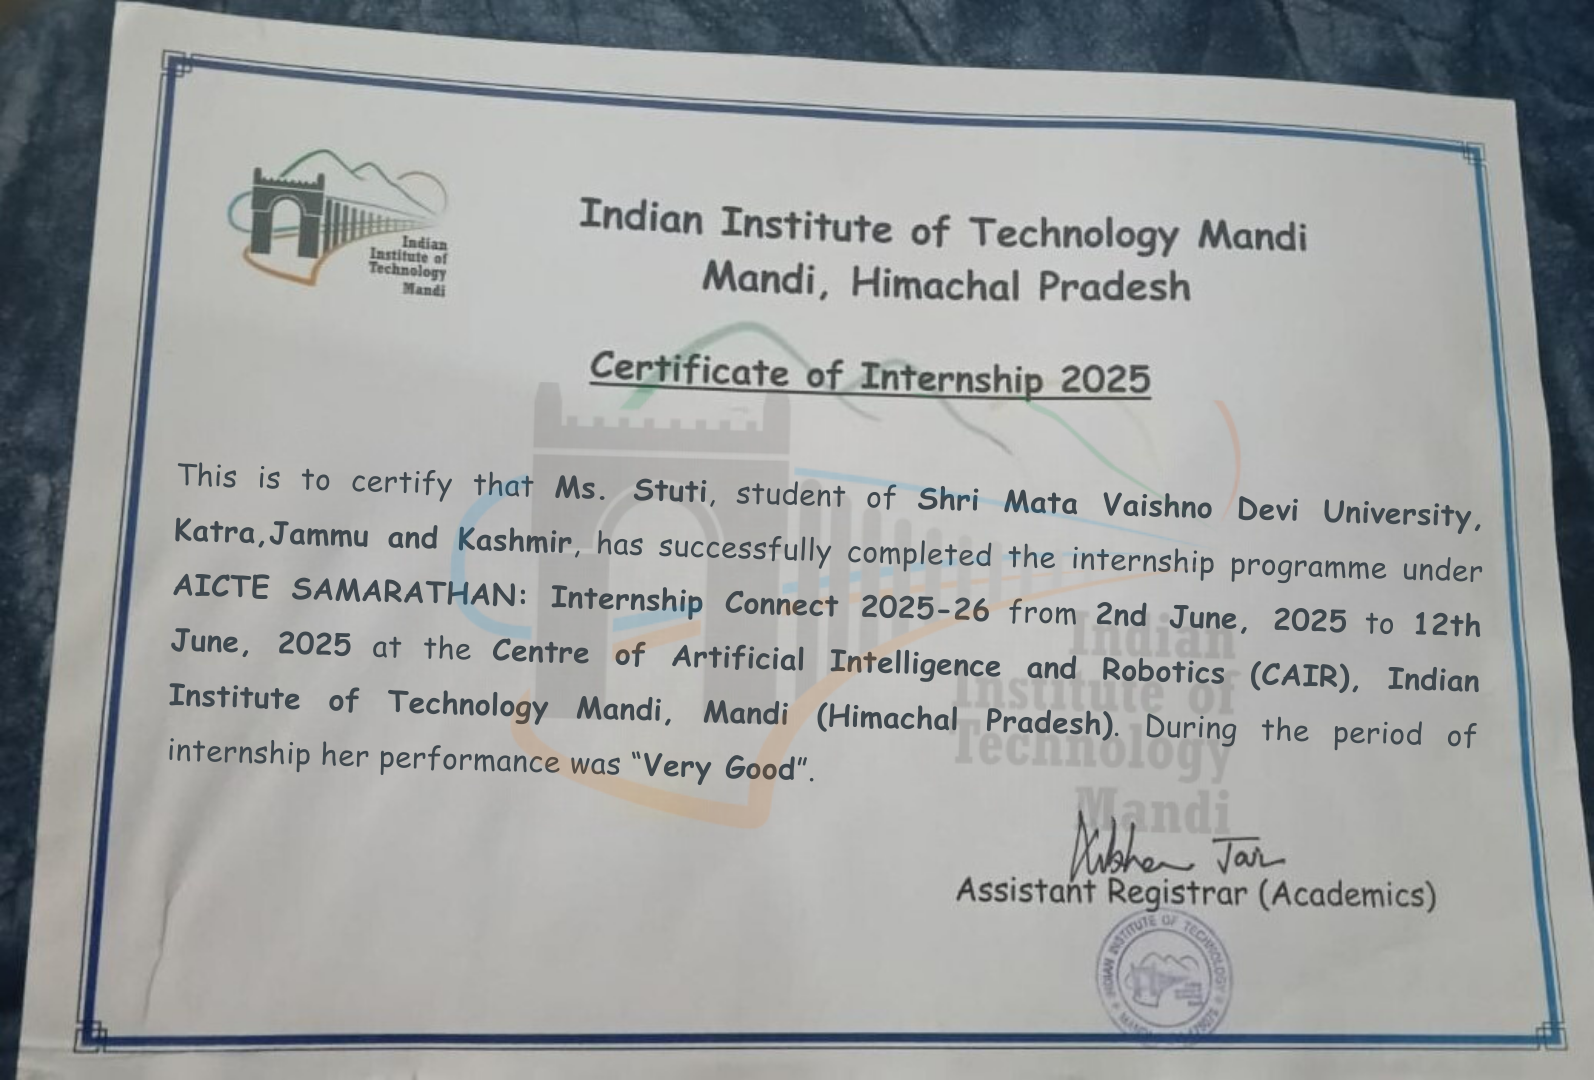 Indian
Institute of
Technology
Mandi
Indian Institute of Technology Mandi
Mandi, Himachal Pradesh
Certificate of Internship 2025
This is to certify that Ms. Stuti, student of Shri Mata Vaishno Devi University,
Katra,Jammu and Kashmir, has successfully completed the internship programme under
AICTE SAMARATHAN: Internship Connect 2025-26 from 2nd June, 2025 to 12th
June, 2025 at the Centre of Artificial Intelligence and Robotics (CAIR), Indian
Institute of Technology Mandi, Mandi (Himachal Pradesh). During the period of
internship her performance was "Very Good".
Indian
Institute of
Technology
Mandi
Assistant Registrar (Academics)
INDIAN INSTITUTE OF TECHNOLOGY